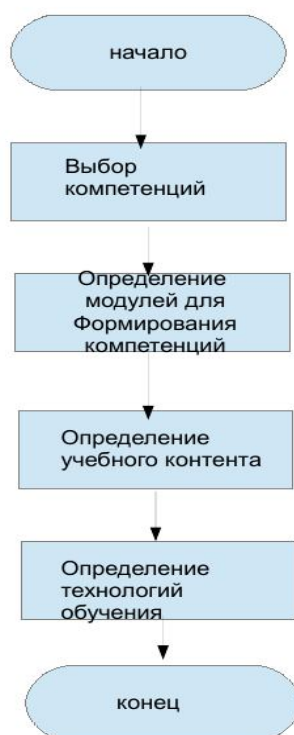 начало
Выбор
компетенций
Определение
модулей для
Формирования
компетенций
Определение
учебного контента
Определение
технологий
обучения
конец